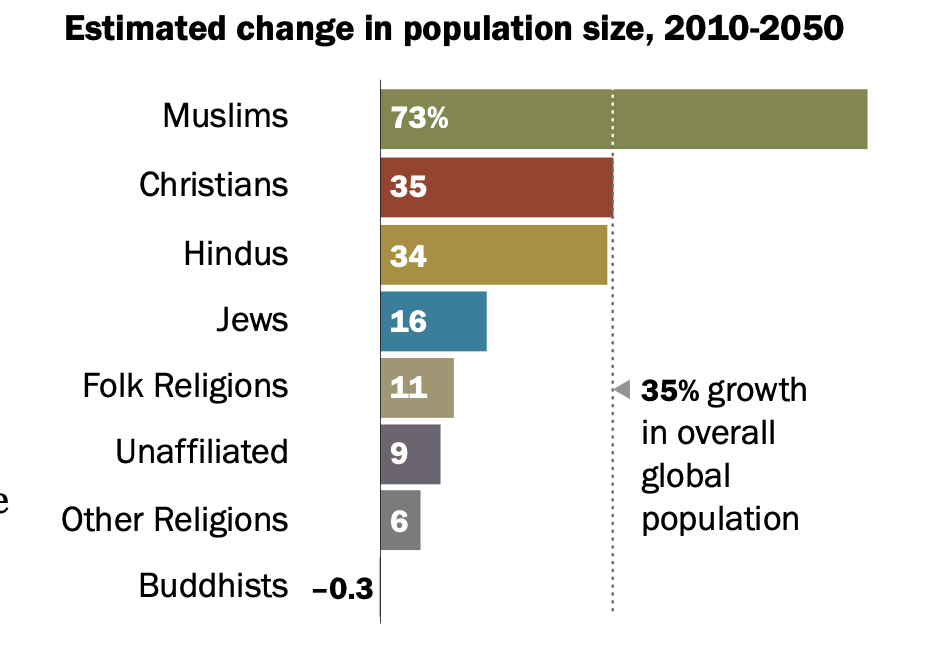 Estimated change in population size, 2010-2050
Muslims 73%
Christians 35
Hindus 34
Jews 16
Folk Religions 11
35% growth
in overall
global
population
Unaffiliated 9
e
Other Religions 6
Buddhists –0.3